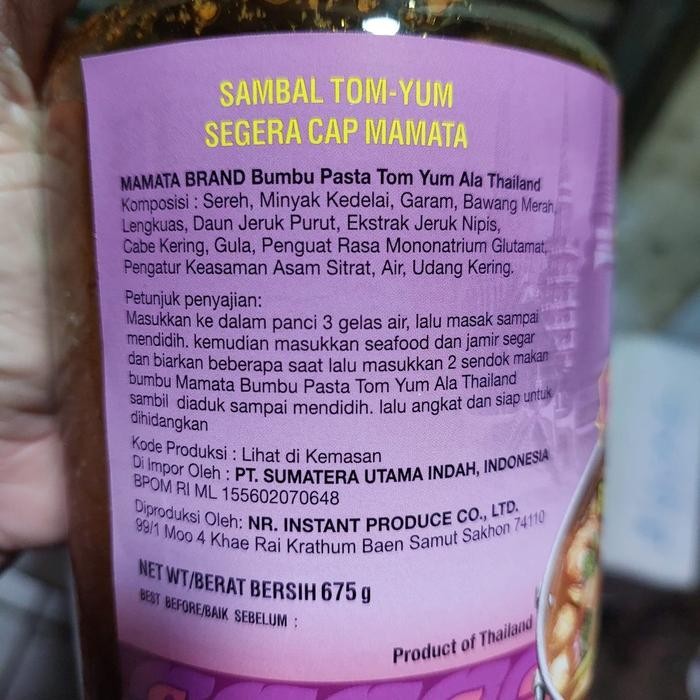 SAMBAL TOM-YUM
SEGERA CAP MAMATA
MAMATA BRAND Bumbu Pasta Tom Yum Ala Thailand
Komposisi : Sereh, Minyak Kedelai, Garam, Bawang Merah,
Lengkuas, Daun Jeruk Purut, Ekstrak Jeruk Nipis,
Cabe Kering, Gula, Penguat Rasa Mononatrium Glutamat,
Pengatur Keasaman Asam Sitrat, Air, Udang Kering.
Petunjuk penyajian:
Masukkan ke dalam panci 3 gelas air, lalu masak sampai
mendidih. kemudian masukkan seafood dan jamir segar
dan biarkan beberapa saat lalu masukkan 2 sendok makan
bumbu Mamata Bumbu Pasta Tom Yum Ala Thailand
sambil diaduk sampai mendidih. lalu angkat dan siap untuk
dihidangkan
Kode Produksi : Lihat di Kemasan
Di Impor Oleh : PT. SUMATERA UTAMA INDAH, INDONESIA
BPOM RI ML 155602070648
Diproduksi Oleh: NR. INSTANT PRODUCE CO., LTD.
99/1 Moo 4 Khae Rai Krathum Baen Samut Sakhon 74110
NET WT/BERAT BERSIH 675 g
BEST BEFORE/BAIK SEBELUM :
Product of Thailand